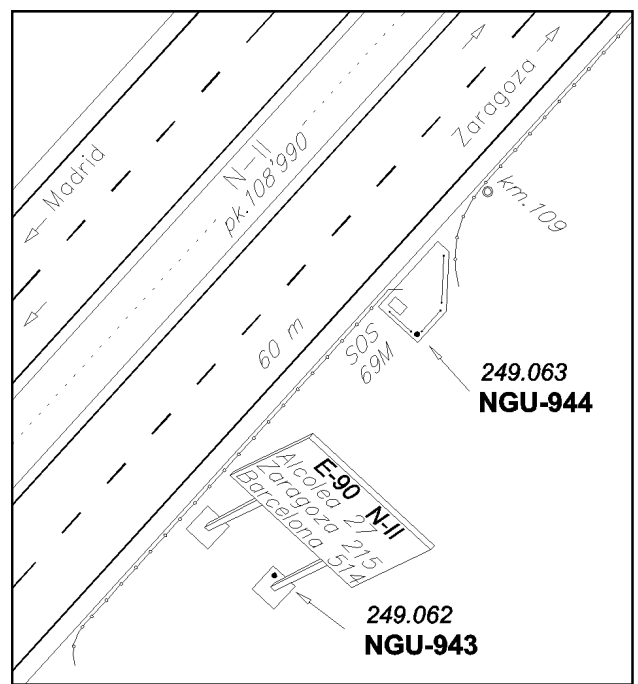 Madrid
N-II
pk.108'990
Zaragoza
km.109
60 m
SOS
69M
249.063
NGU-944
E-90 N-II
Alcolea 27
Zaragoza 215
Barcelona 514
249.062
NGU-943